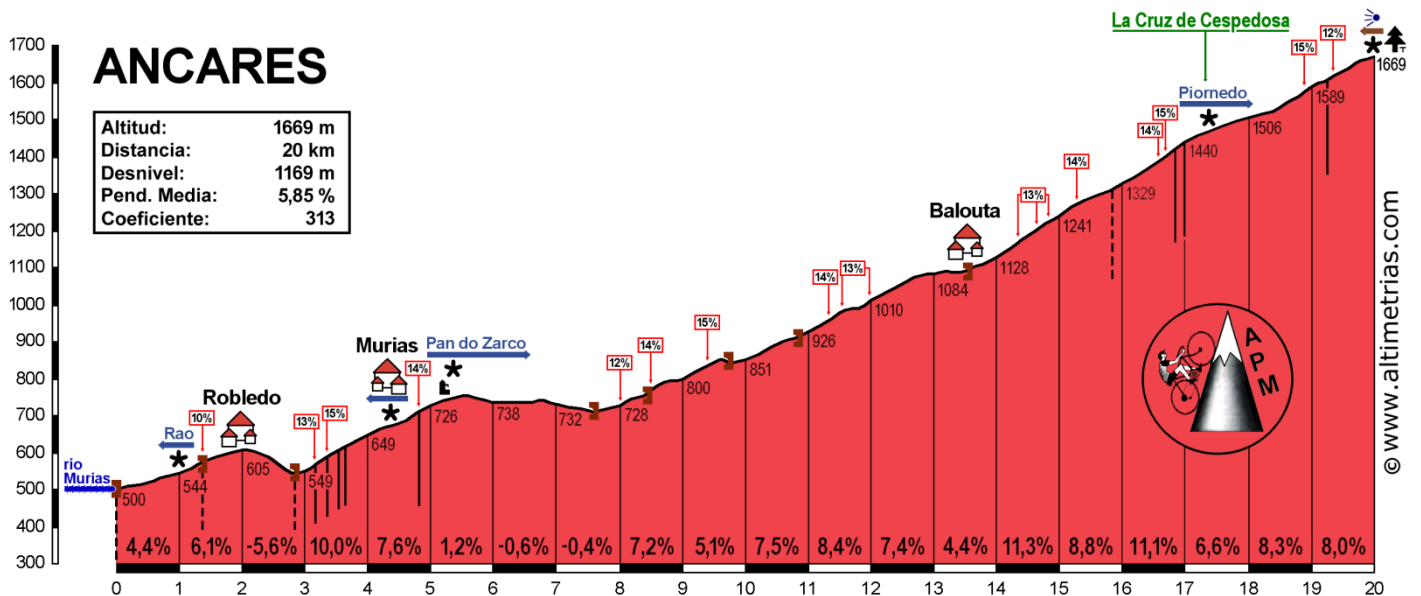 ANCARES
Altitud: 1669 m
Distancia: 20 km
Desnivel: 1169 m
Pend. Media: 5,85 %
Coeficiente: 313
La Cruz de Cespedosa
Piornedo
Balouta
Pan do Zarco
Murias
Robledo
Rao
río
Murias
10%
13%
15%
14%
12%
14%
15%
14%
13%
13%
14%
14%
15%
15%
12%
500
544
605
549
649
726
738
732
728
800
851
926
1010
1084
1128
1241
1329
1440
1506
1589
1669
1700
1600
1500
1400
1300
1200
1100
1000
900
800
700
600
500
400
300
4,4% 6,1% -5,6% 10,0% 7,6% 1,2% -0,6% -0,4% 7,2% 5,1% 7,5% 8,4% 7,4% 4,4% 11,3% 8,8% 11,1% 6,6% 8,3% 8,0%
0 1 2 3 4 5 6 7 8 9 10 11 12 13 14 15 16 17 18 19 20
APM
© www.altimetrias.com